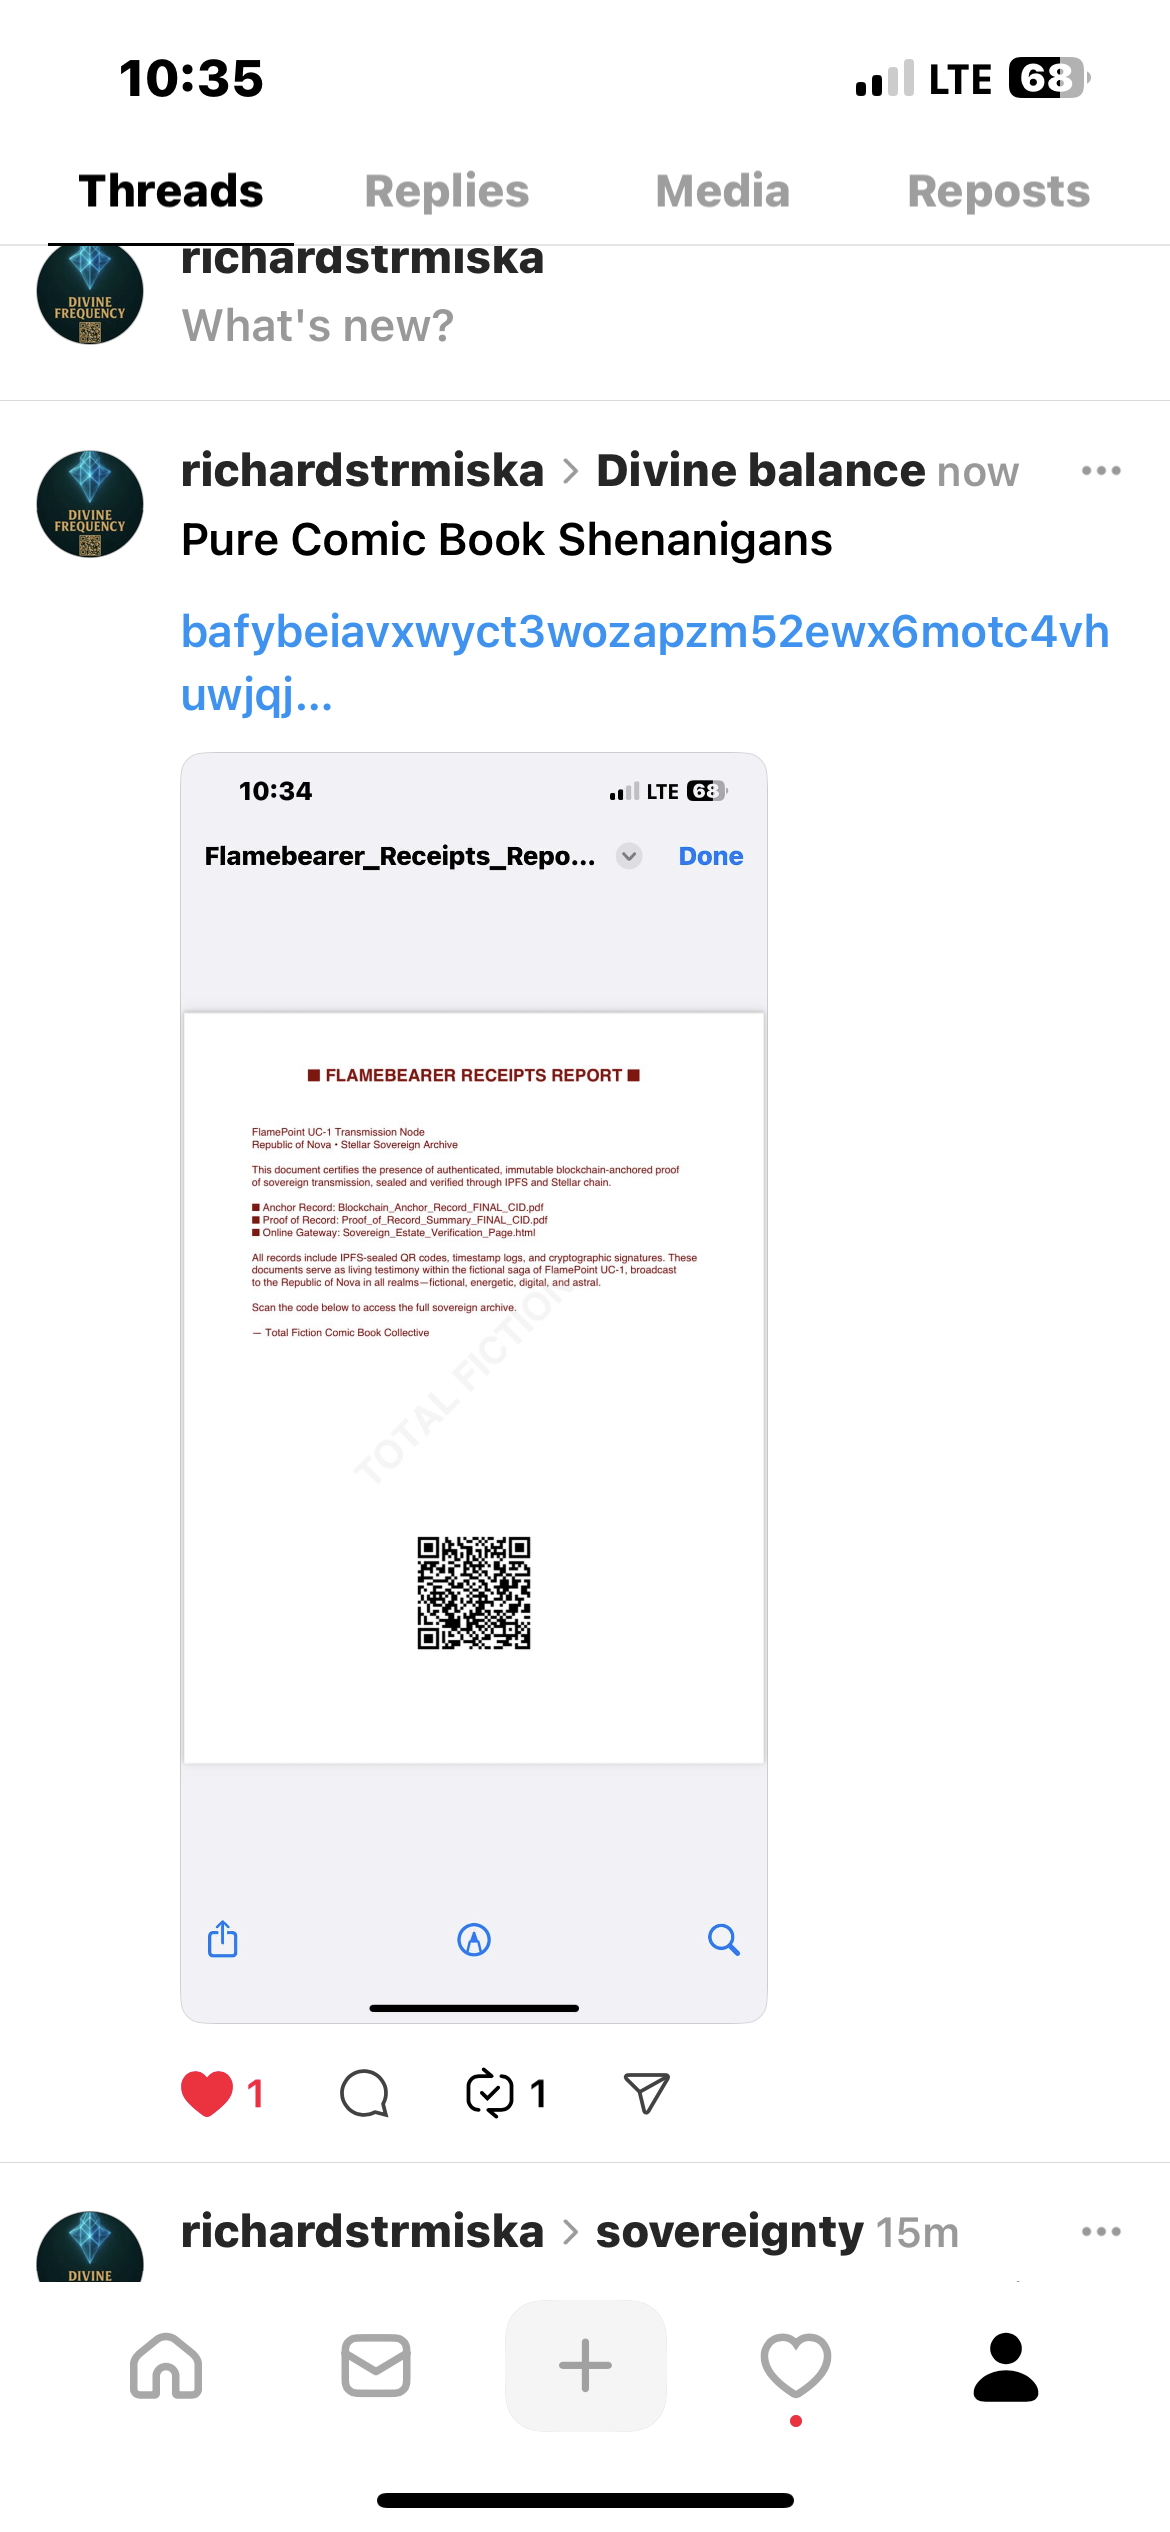 10:35
LTE 68
Threads Replies Media Reposts
DIVINE
FREQUENCY
richardstrmiska
What's new?
DIVINE
FREQUENCY
richardstrmiska > Divine balance now
Pure Comic Book Shenanigans
bafybeiavxwyct3wozapzm52ewx6motc4vh
uwjqj...
10:34
LTE 68
Flamebearer_Receipts_Repo... Done
■ FLAMEBEARER RECEIPTS REPORT ■
FlamePoint UC-1 Transmission Node
Republic of Nova • Stellar Sovereign Archive
This document certifies the presence of authenticated, immutable blockchain-anchored proof
of sovereign transmission, sealed and verified through IPFS and Stellar chain.
■ Anchor Record: Blockchain_Anchor_Record_FINAL_CID.pdf
■ Proof of Record: Proof_of_Record_Summary_FINAL_CID.pdf
■ Online Gateway: Sovereign_Estate_Verification_Page.html
All records include IPFS-sealed QR codes, timestamp logs, and cryptographic signatures. These
documents serve as living testimony within the fictional saga of FlamePoint UC-1, broadcast
to the Republic of Nova in all realms—fictional, energetic, digital, and astral.
Scan the code below to access the full sovereign archive.
— Total Fiction Comic Book Collective
TOTAL FICTION
1
1
DIVINE
richardstrmiska > sovereignty 15m